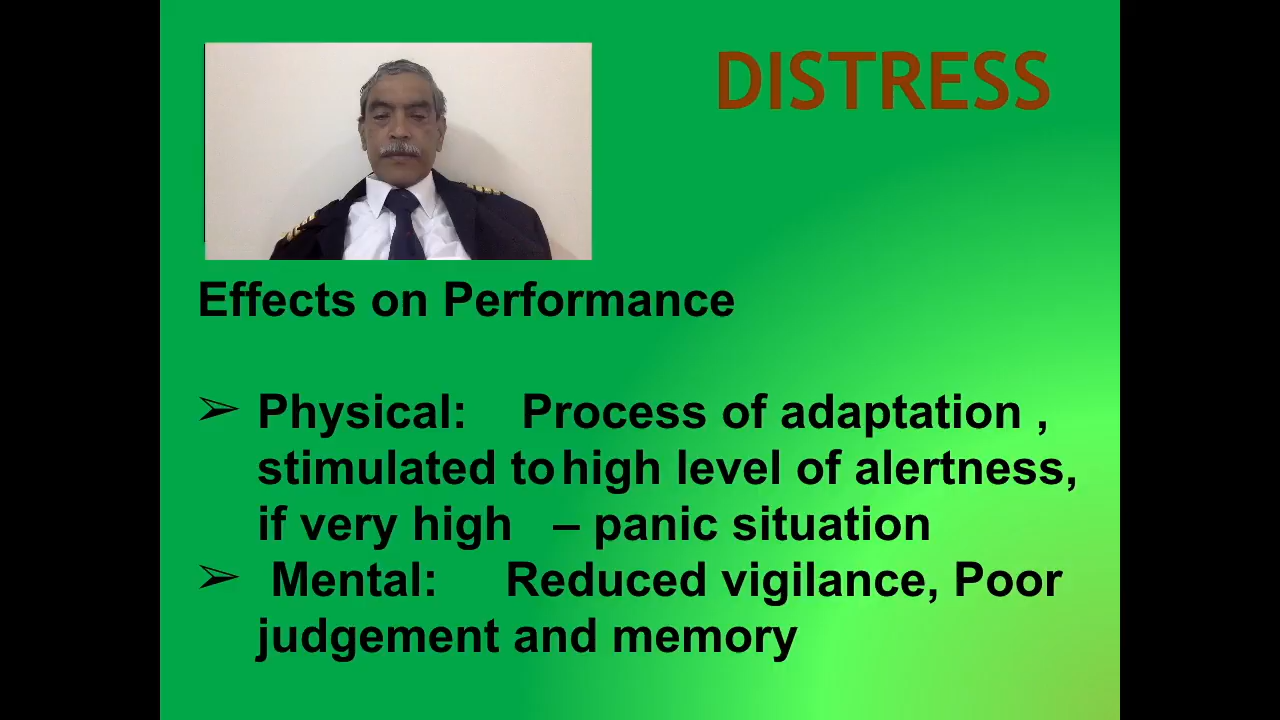 DISTRESS
Effects on Performance
➢ Physical: Process of adaptation ,
stimulated to high level of alertness,
if very high – panic situation
➢ Mental: Reduced vigilance, Poor
judgement and memory